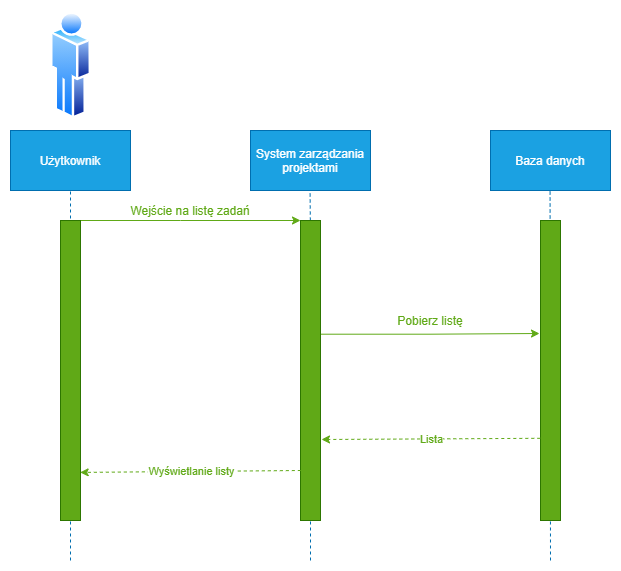 Użytkownik
System zarządzania
projektami
Baza danych
Wejście na listę zadań
Pobierz listę
Lista
Wyświetlanie listy